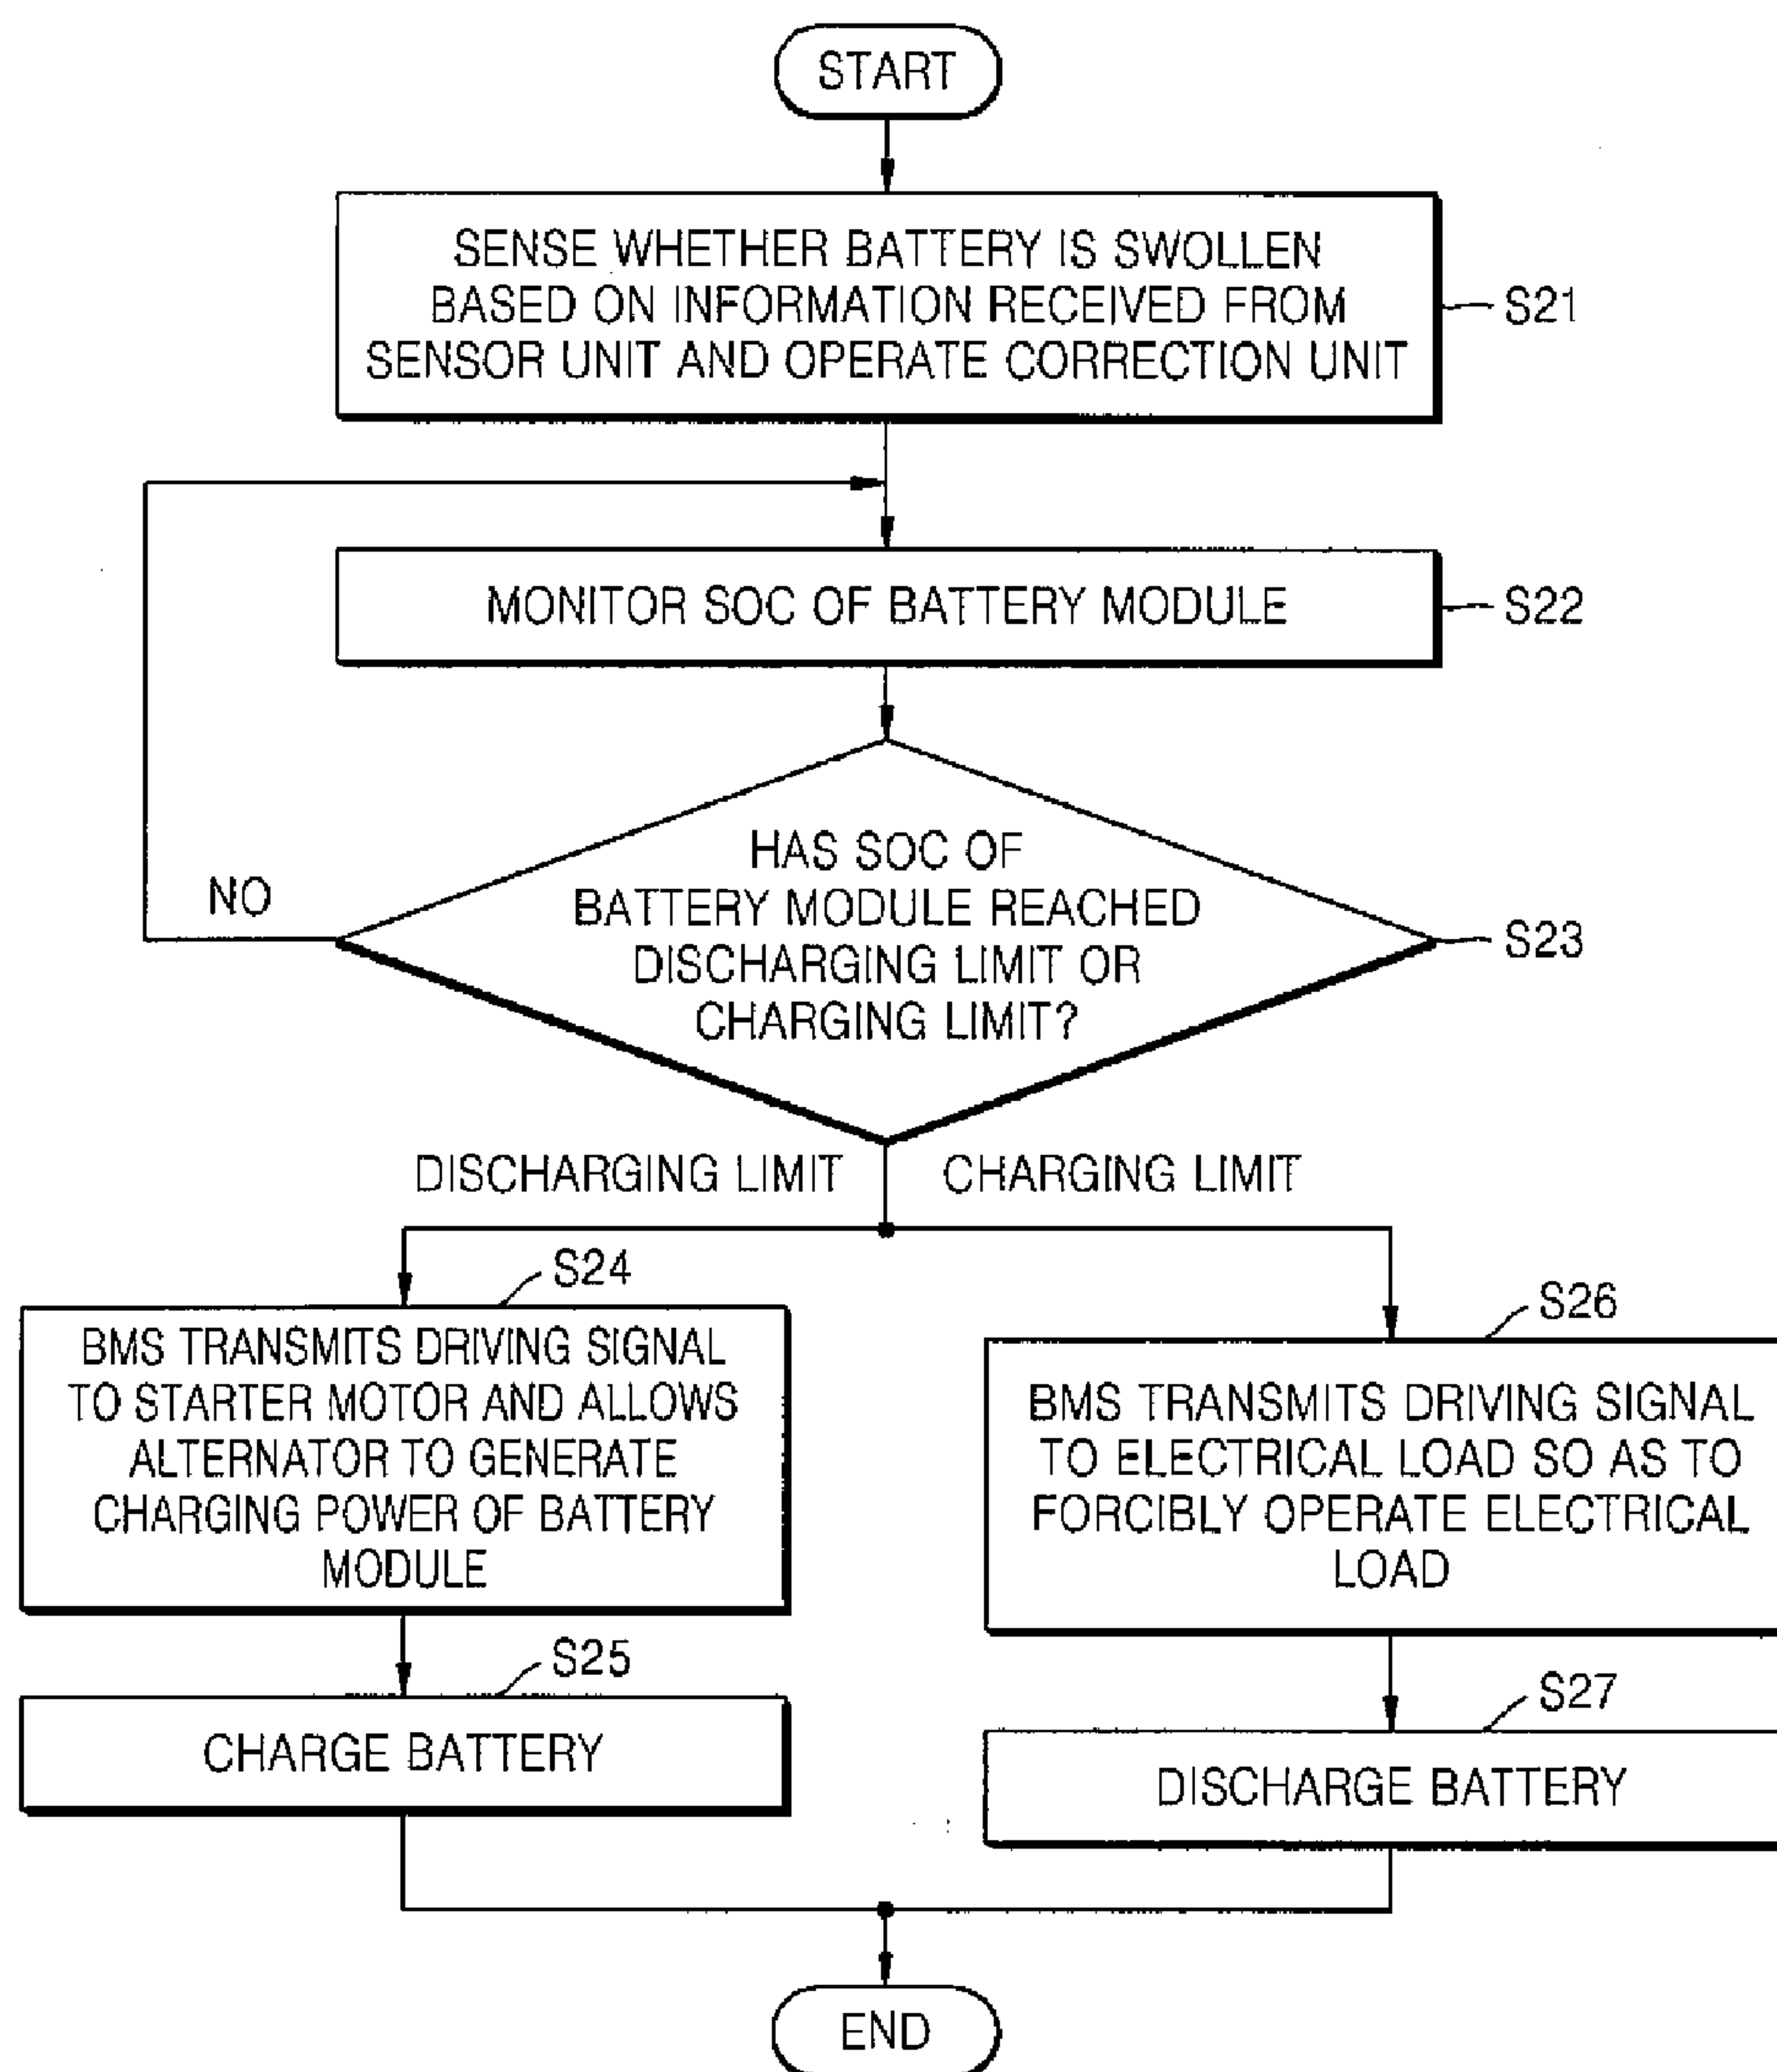 START
SENSE WHETHER BATTERY IS SWOLLEN
BASED ON INFORMATION RECEIVED FROM
SENSOR UNIT AND OPERATE CORRECTION UNIT
S21
MONITOR SOC OF BATTERY MODULE
S22
HAS SOC OF
BATTERY MODULE REACHED
DISCHARGING LIMIT OR
CHARGING LIMIT?
S23
NO
DISCHARGING LIMIT
CHARGING LIMIT
S24
BMS TRANSMITS DRIVING SIGNAL
TO STARTER MOTOR AND ALLOWS
ALTERNATOR TO GENERATE
CHARGING POWER OF BATTERY
MODULE
S25
CHARGE BATTERY
S26
BMS TRANSMITS DRIVING SIGNAL
TO ELECTRICAL LOAD SO AS TO
FORCIBLY OPERATE ELECTRICAL
LOAD
S27
DISCHARGE BATTERY
END